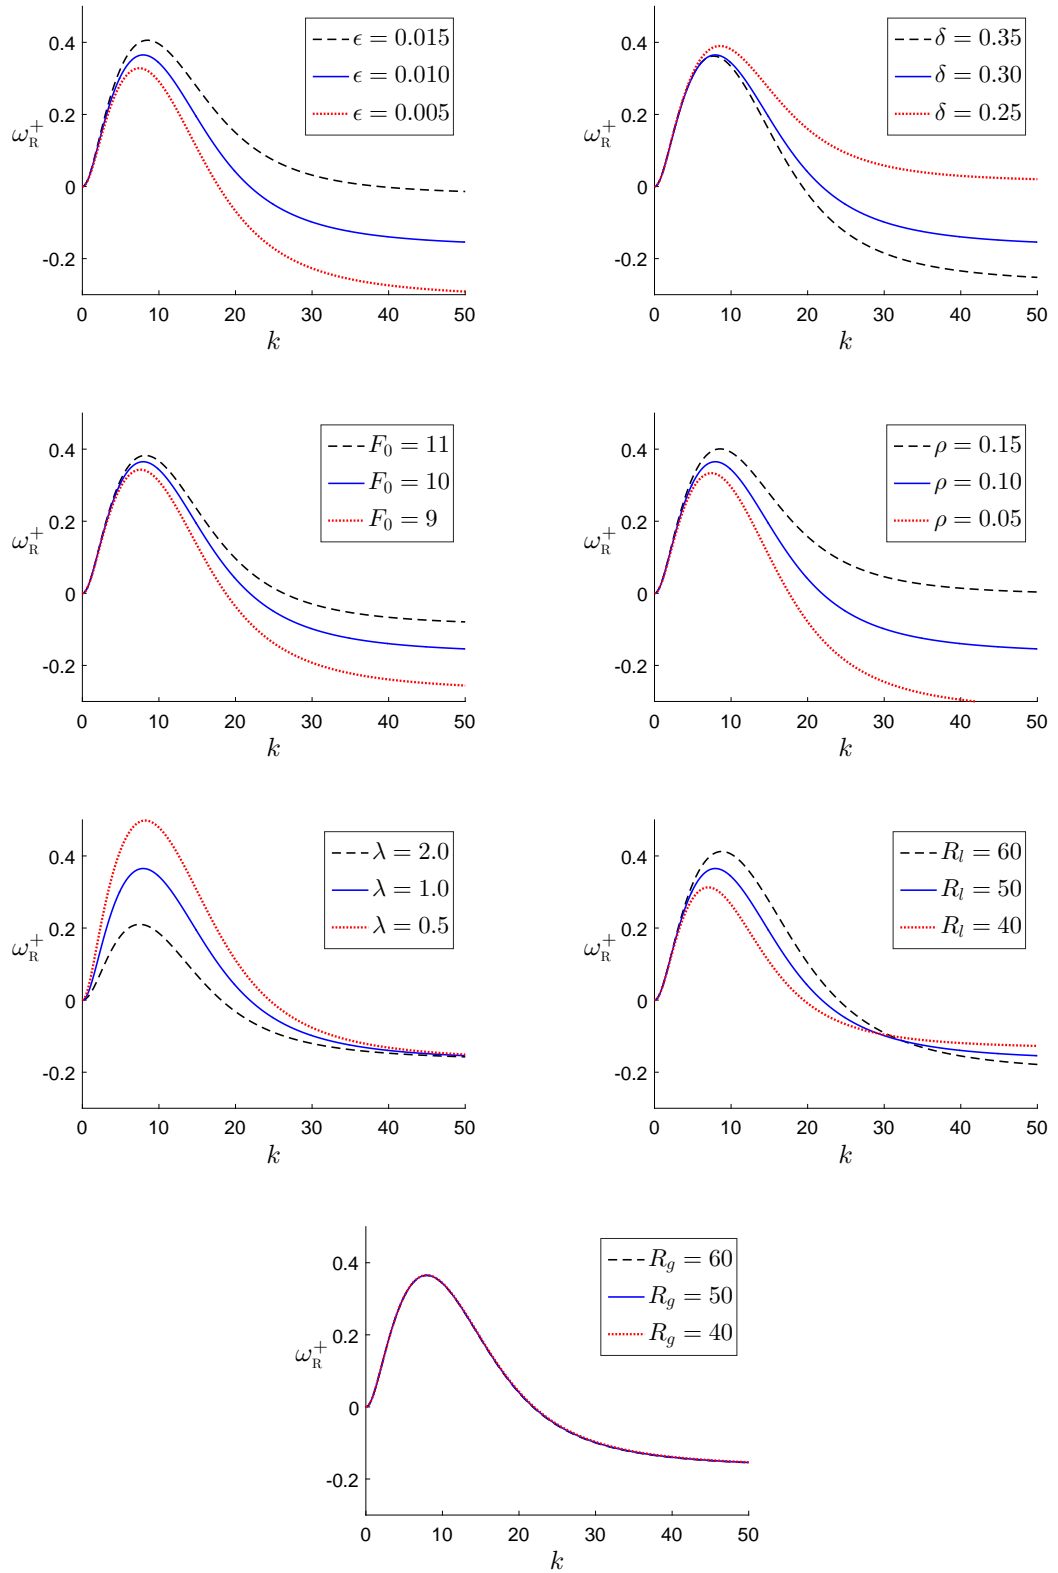 0.4
0.2
0
-0.2
ω_R^+
0 10 20 30 40 50
k
ϵ = 0.015
ϵ = 0.010
ϵ = 0.005
0.4
0.2
0
-0.2
ω_R^+
0 10 20 30 40 50
k
δ = 0.35
δ = 0.30
δ = 0.25
0.4
0.2
0
-0.2
ω_R^+
0 10 20 30 40 50
k
F_0 = 11
F_0 = 10
F_0 = 9
0.4
0.2
0
-0.2
ω_R^+
0 10 20 30 40 50
k
ρ = 0.15
ρ = 0.10
ρ = 0.05
0.4
0.2
0
-0.2
ω_R^+
0 10 20 30 40 50
k
λ = 2.0
λ = 1.0
λ = 0.5
0.4
0.2
0
-0.2
ω_R^+
0 10 20 30 40 50
k
R_l = 60
R_l = 50
R_l = 40
0.4
0.2
0
-0.2
ω_R^+
0 10 20 30 40 50
k
R_g = 60
R_g = 50
R_g = 40